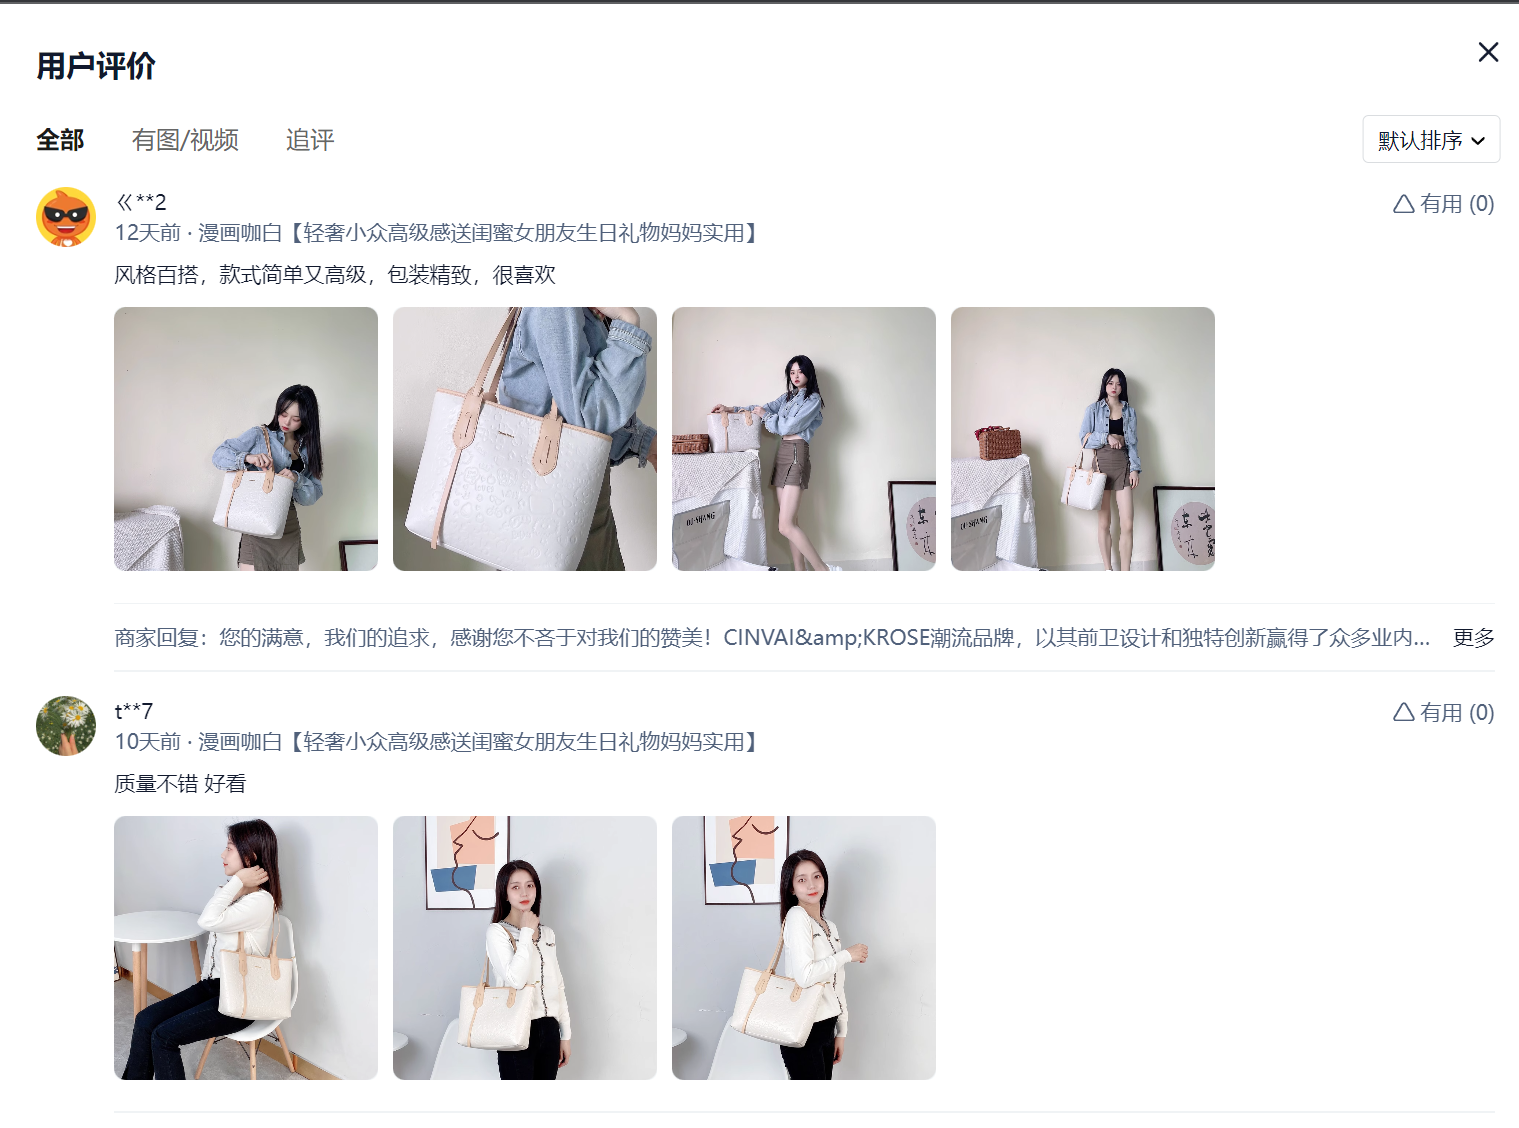 用户评价
全部
有图/视频
追评
默认排序
巜**2
有用 (0)
12天前 · 漫画咖白【轻奢小众高级感送闺蜜女朋友生日礼物妈妈实用】
风格百搭，款式简单又高级，包装精致，很喜欢
OU-SHANG
OU-SHANG
商家回复：您的满意，我们的追求，感谢您不吝于对我们的赞美！CINVAI&amp;KROSE潮流品牌，以其前卫设计和独特创新赢得了众多业内...
更多
t**7
有用 (0)
10天前 · 漫画咖白【轻奢小众高级感送闺蜜女朋友生日礼物妈妈实用】
质量不错 好看